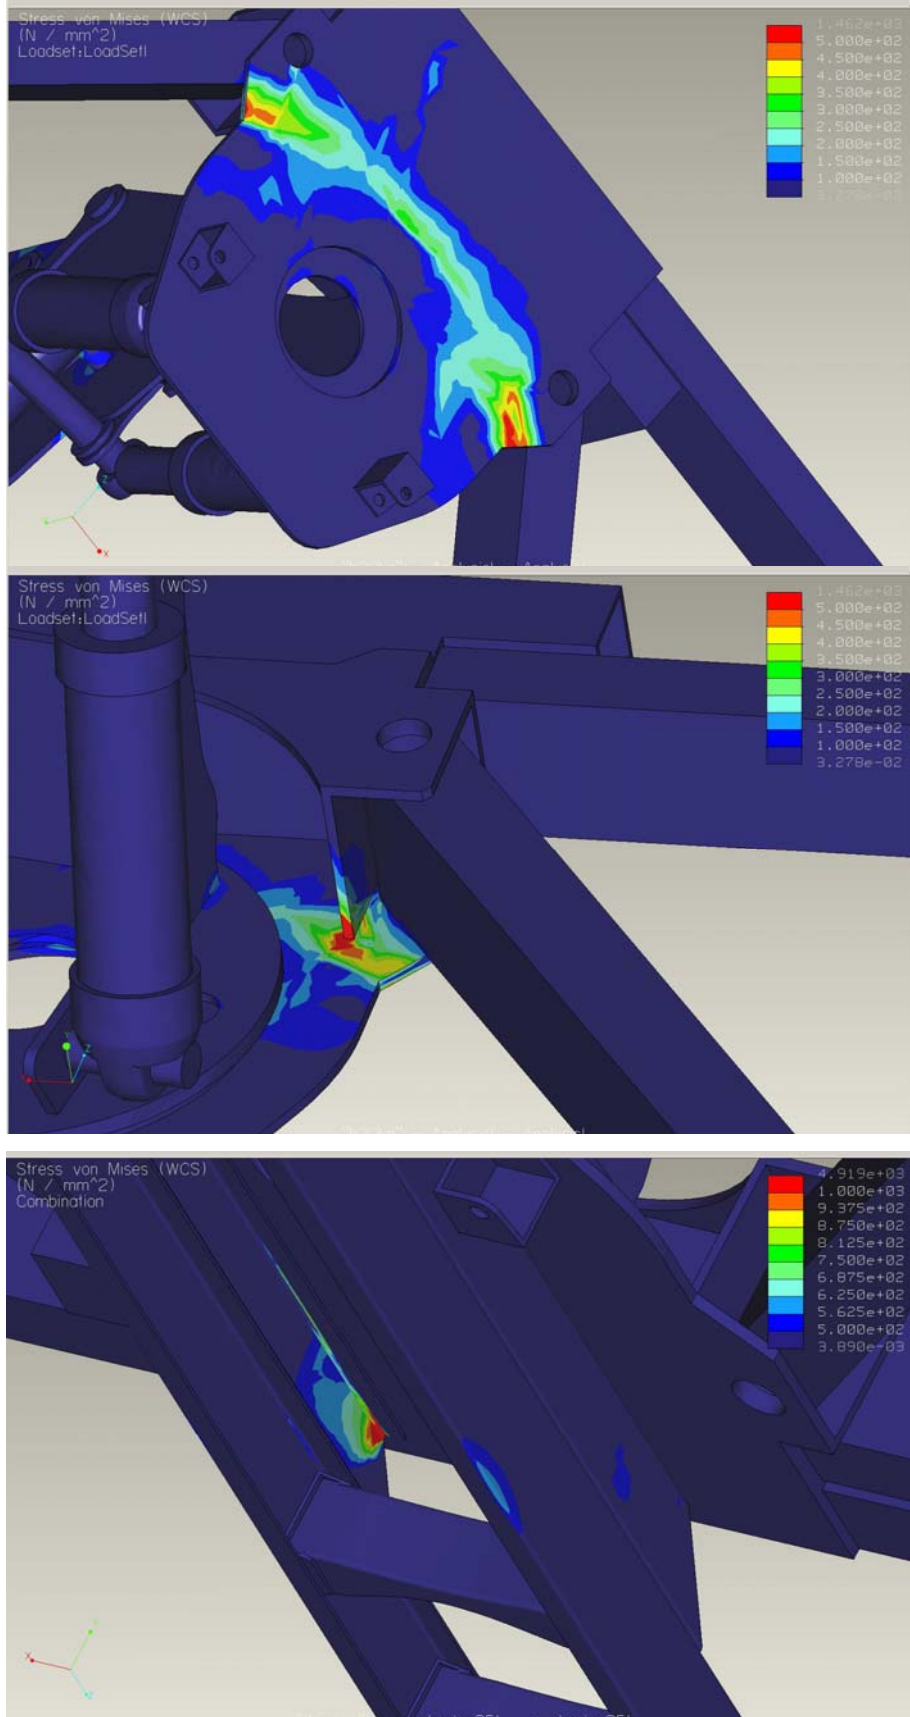 Stress von Mises (WCS)
(N / mm^2)
Loadset:LoadSet1
1.462e+03
5.000e+02
4.500e+02
4.000e+02
3.500e+02
3.000e+02
2.500e+02
2.000e+02
1.500e+02
1.000e+02
3.278e-02
Z
X
Stress von Mises (WCS)
(N / mm^2)
Loadset:LoadSet1
1.462e+03
5.000e+02
4.500e+02
4.000e+02
3.500e+02
3.000e+02
2.500e+02
2.000e+02
1.500e+02
1.000e+02
3.278e-02
Y
Z
Stress von Mises (WCS)
(N / mm^2)
Combination
4.919e+03
1.000e+03
9.375e+02
8.750e+02
8.125e+02
7.500e+02
6.875e+02
6.250e+02
5.625e+02
5.000e+02
3.890e-03
X
Z